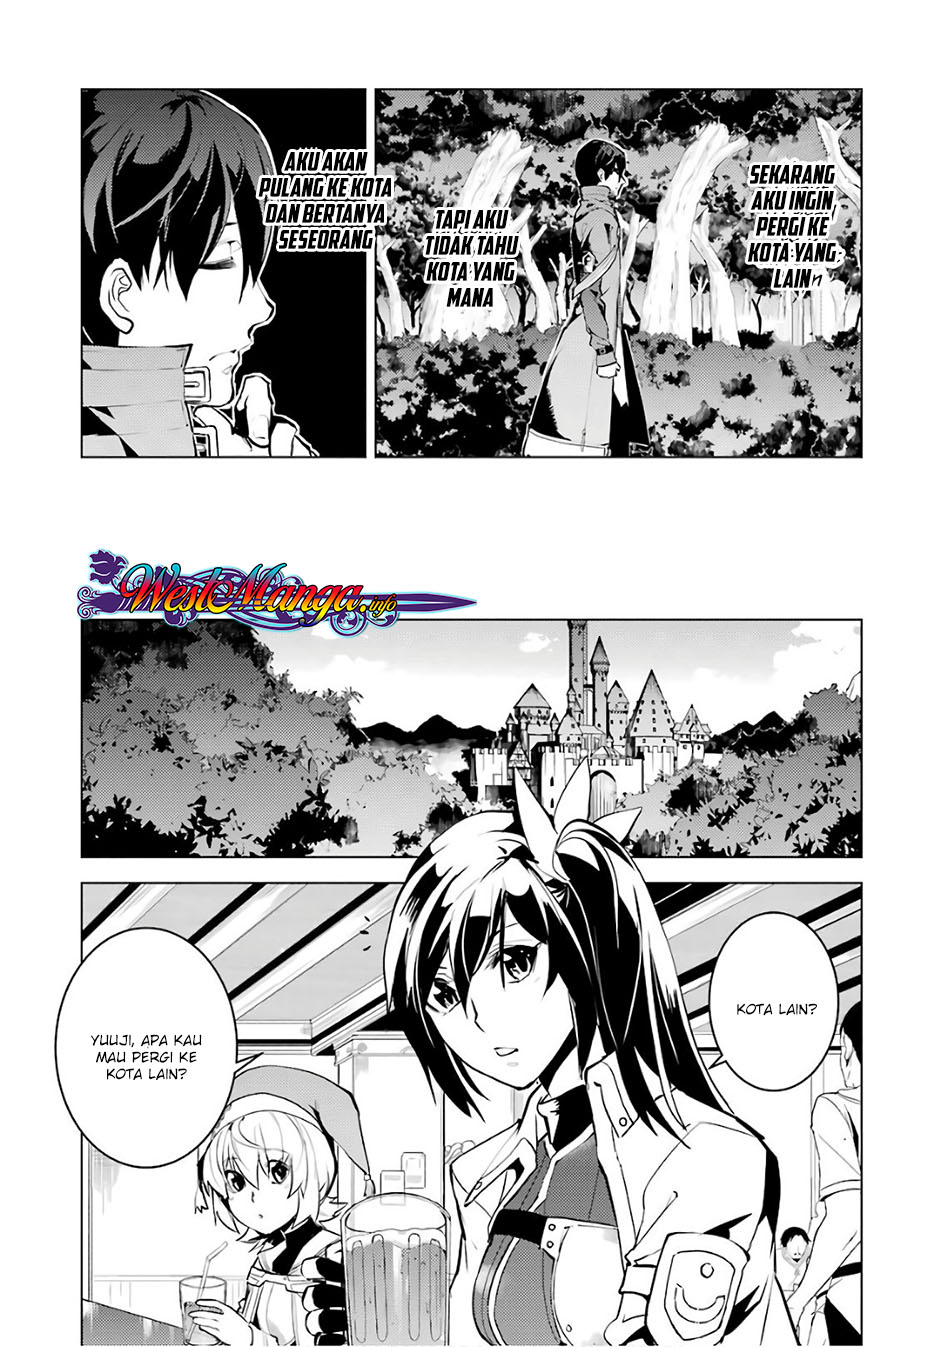 SEKARANG
AKU INGIN
PERGI KE
KOTA YANG
LAIN
TAPI AKU
TIDAK TAHU
KOTA YANG
MANA
AKU AKAN
PULANG KE KOTA
DAN BERTANYA
SESEORANG
WestManga.info
KOTA LAIN?
YUUJI, APA KAU
MAU PERGI KE
KOTA LAIN?